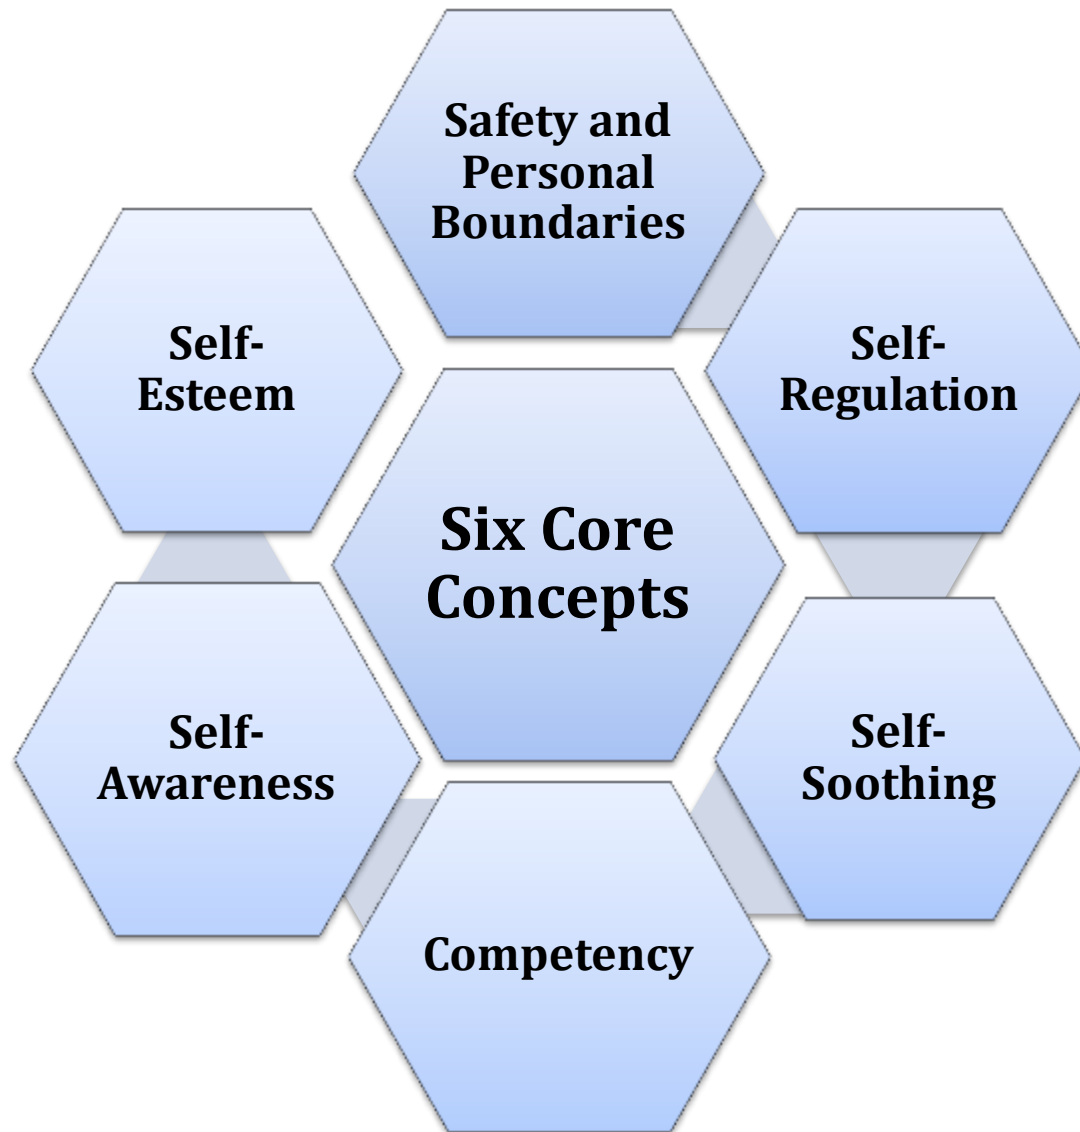 Safety and
Personal
Boundaries
Self-
Regulation
Self-
Soothing
Competency
Self-
Awareness
Self-
Esteem
Six Core
Concepts